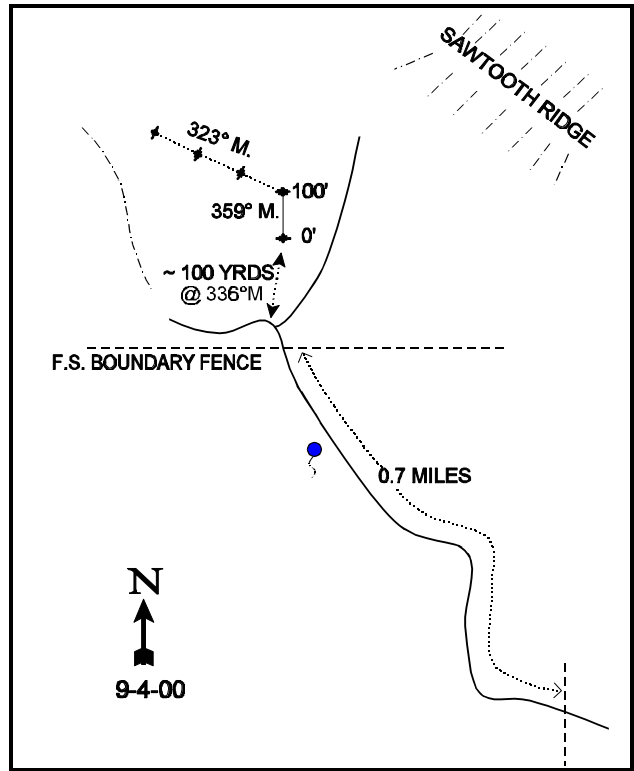 SAWTOOTH RIDGE
323° M.
100'
359° M.
0'
~ 100 YRDS.
@ 336°M
F.S. BOUNDARY FENCE
0.7 MILES
N
9-4-00